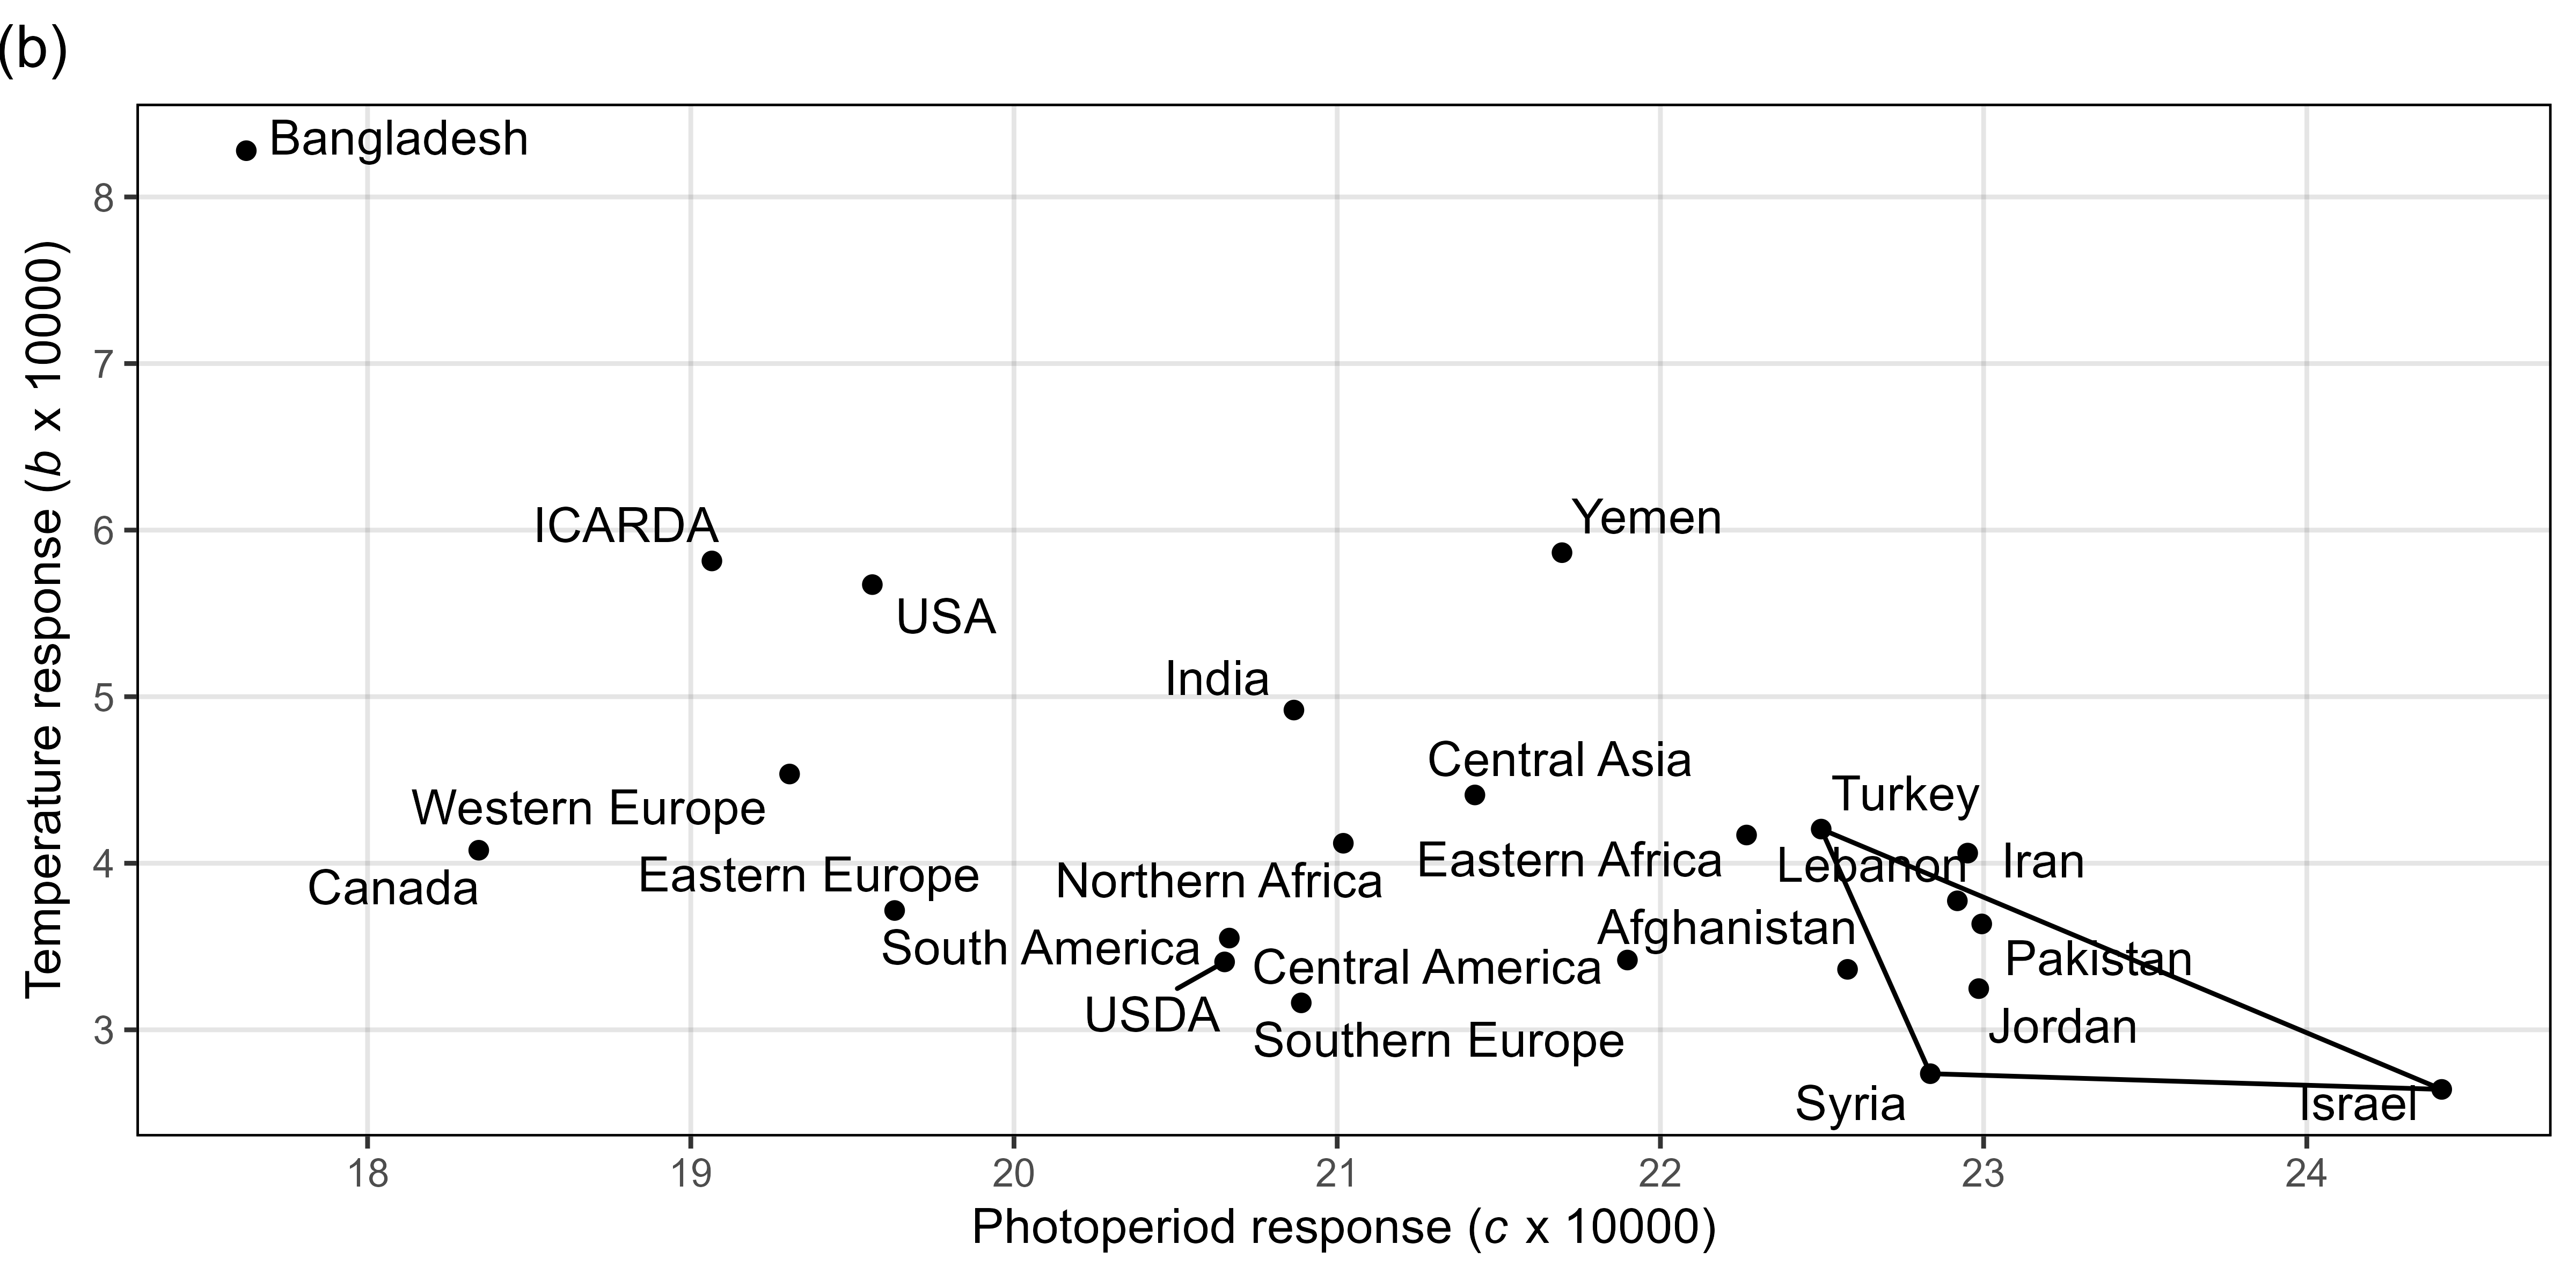 (b)
Bangladesh
8
7
ICARDA
Yemen
6
USA
India
5
Central Asia
Turkey
Western Europe
4
Lebanon
Iran
Eastern Africa
Eastern Europe
Northern Africa
Canada
Afghanistan
South America
Pakistan
Central America
USDA
Jordan
3
Southern Europe
Syria
Israel
Temperature response (b x 10000)
18 19 20 21 22 23 24
Photoperiod response (c x 10000)